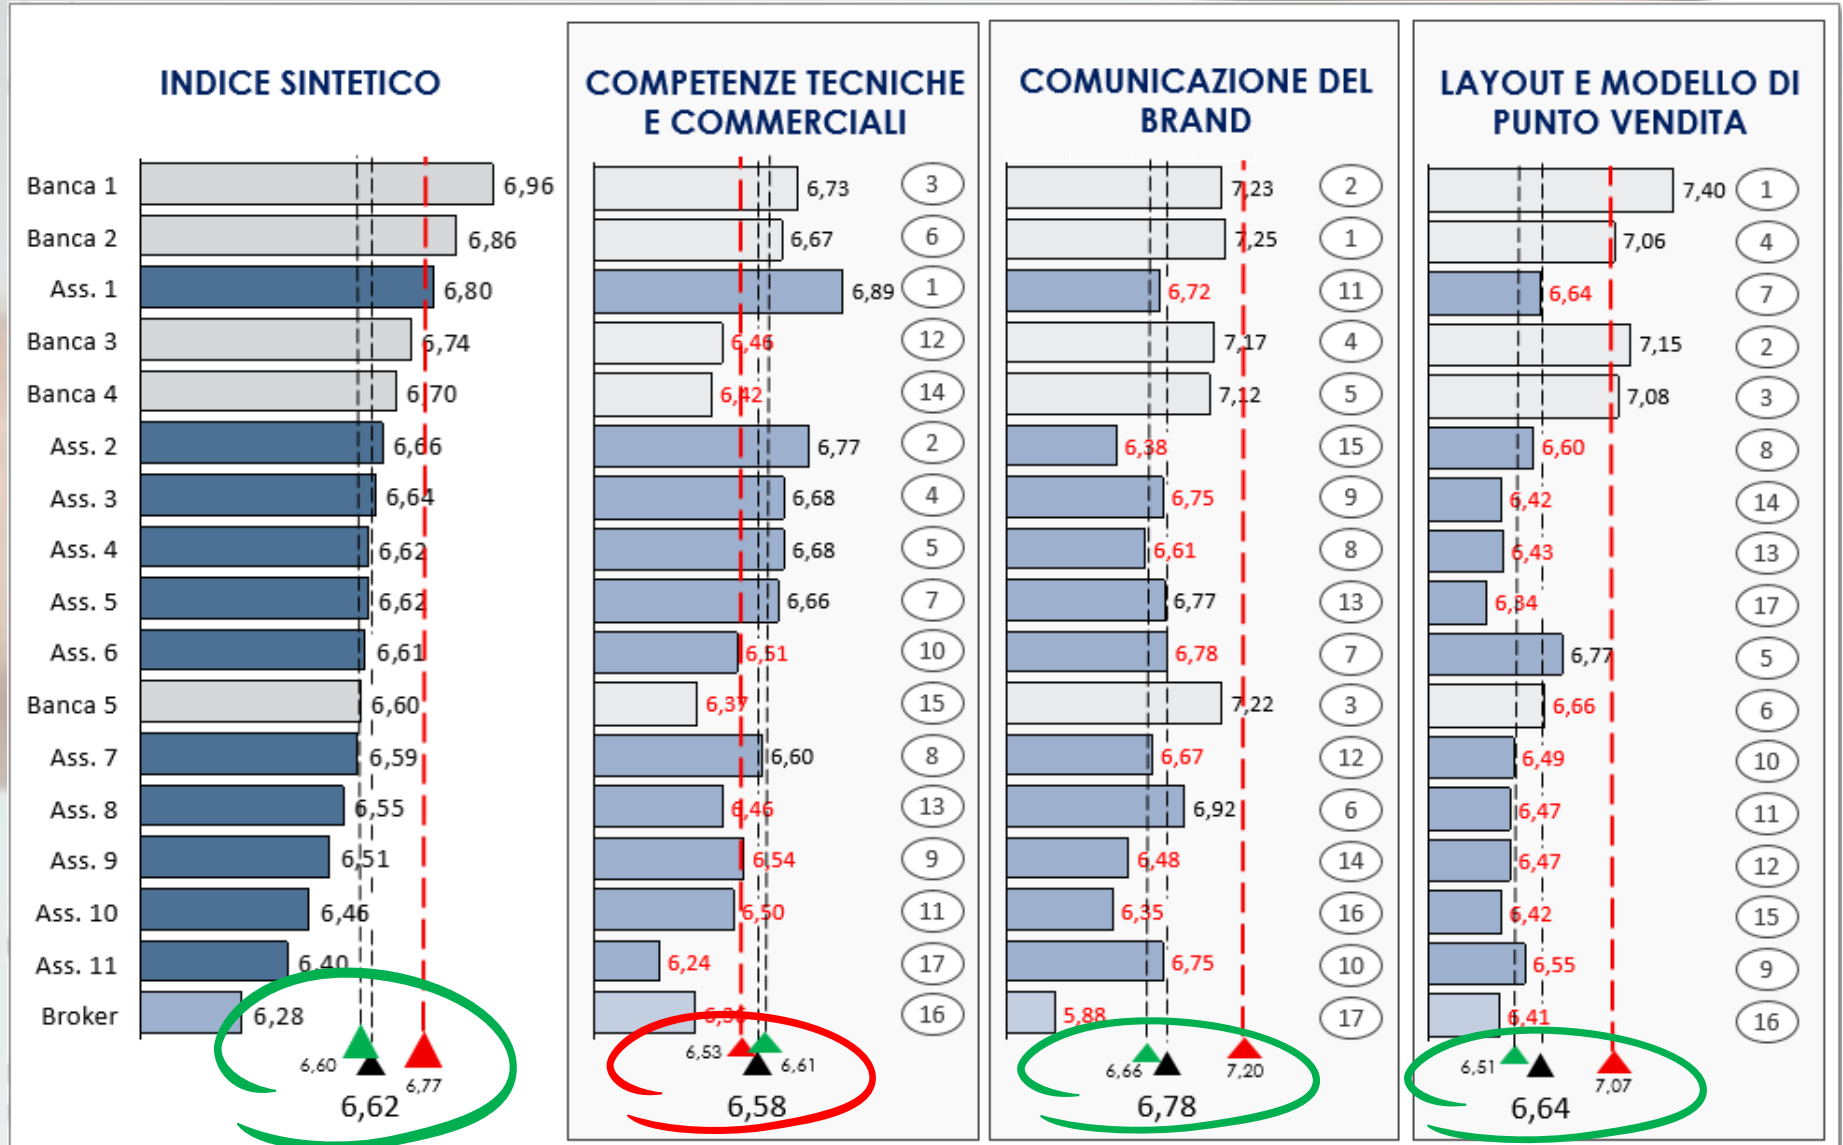 INDICE SINTETICO
COMPETENZE TECNICHE
E COMMERCIALI
COMUNICAZIONE DEL
BRAND
LAYOUT E MODELLO DI
PUNTO VENDITA
Banca 1 6,96 6,73 3 7,23 2 7,40 1
Banca 2 6,86 6,67 6 7,25 1 7,06 4
Ass. 1 6,80 6,89 1 6,72 11 6,64 7
Banca 3 6,74 6,46 12 7,17 4 7,15 2
Banca 4 6,70 6,42 14 7,12 5 7,08 3
Ass. 2 6,66 6,77 2 6,38 15 6,60 8
Ass. 3 6,64 6,68 4 6,75 9 6,42 14
Ass. 4 6,62 6,68 5 6,61 8 6,43 13
Ass. 5 6,62 6,66 7 6,77 13 6,34 17
Ass. 6 6,61 6,51 10 6,78 7 6,77 5
Banca 5 6,60 6,37 15 7,22 3 6,66 6
Ass. 7 6,59 6,60 8 6,67 12 6,49 10
Ass. 8 6,55 6,46 13 6,92 6 6,47 11
Ass. 9 6,51 6,54 9 6,48 14 6,47 12
Ass. 10 6,46 6,50 11 6,35 16 6,42 15
Ass. 11 6,40 6,24 17 6,75 10 6,55 9
Broker 6,28 16 5,88 17 6,41 16
6,60 6,77 6,53 6,61 6,66 7,20 6,51 7,07
6,62 6,58 6,78 6,64